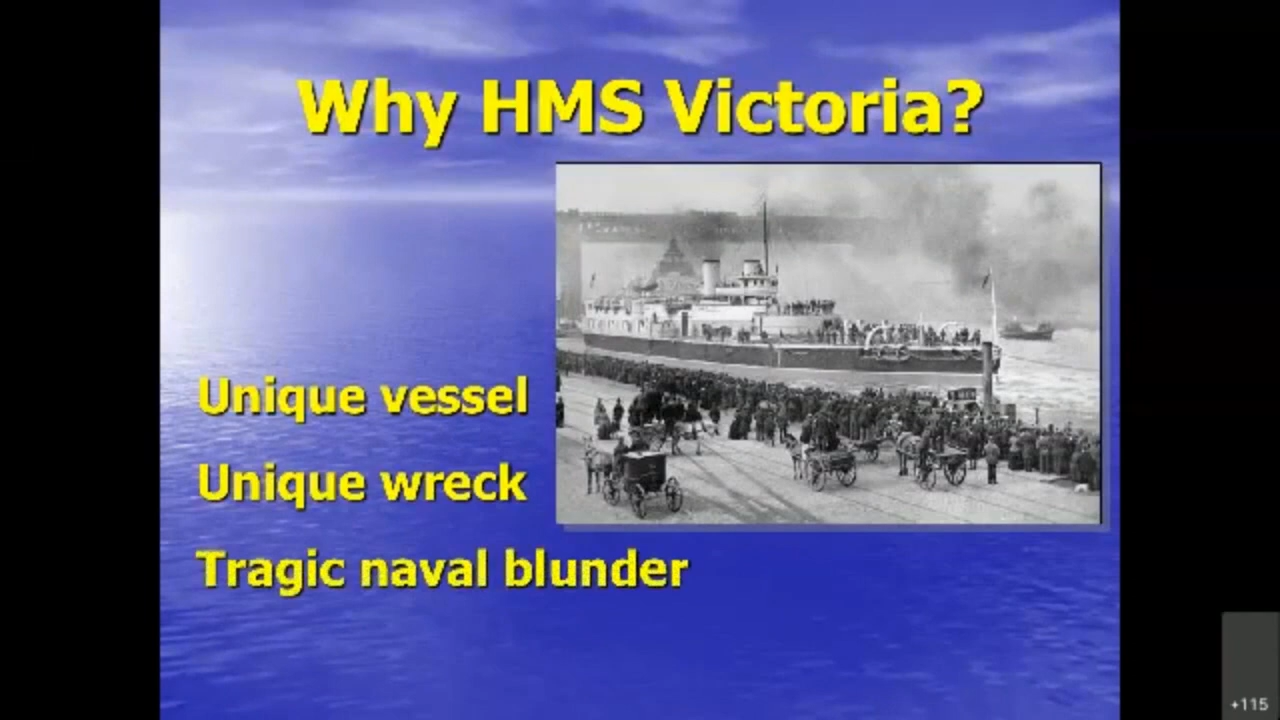 Why HMS Victoria?
Unique vessel
Unique wreck
Tragic naval blunder
+115